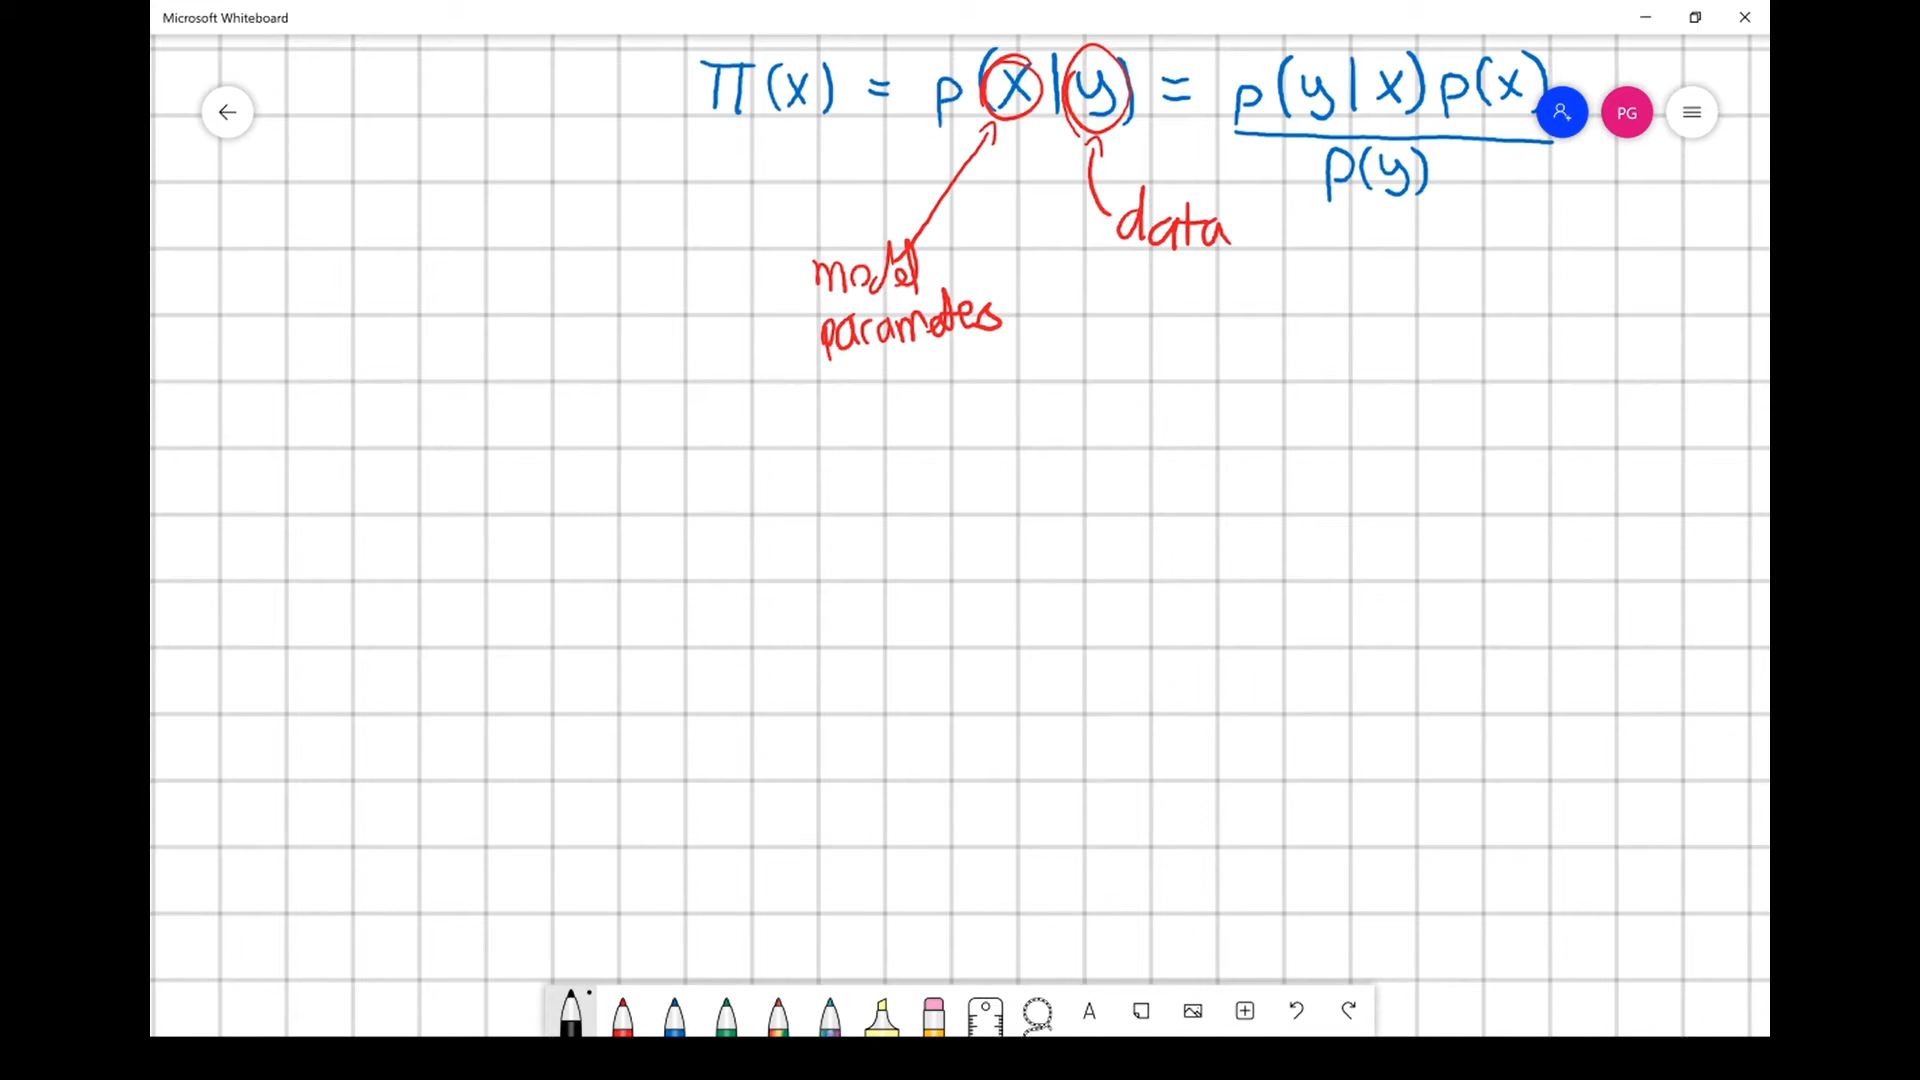 Microsoft Whiteboard
π(x) = p(x|y) = p(y|x)p(x)
p(y)
PG
data
model
parameters
A